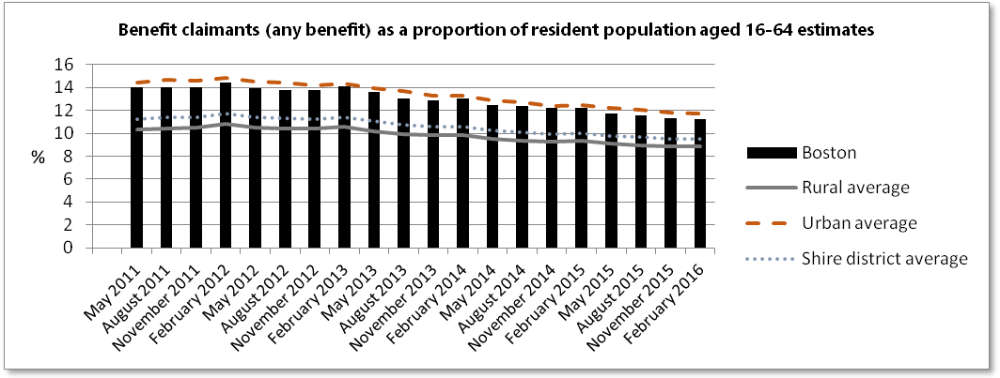 Benefit claimants (any benefit) as a proportion of resident population aged 16-64 estimates
16
14
12
10
8
6
4
2
0
%
May 2011
August 2011
November 2011
February 2012
May 2012
August 2012
November 2012
February 2013
May 2013
August 2013
November 2013
February 2014
May 2014
August 2014
November 2014
February 2015
May 2015
August 2015
November 2015
February 2016
Boston
Rural average
Urban average
Shire district average